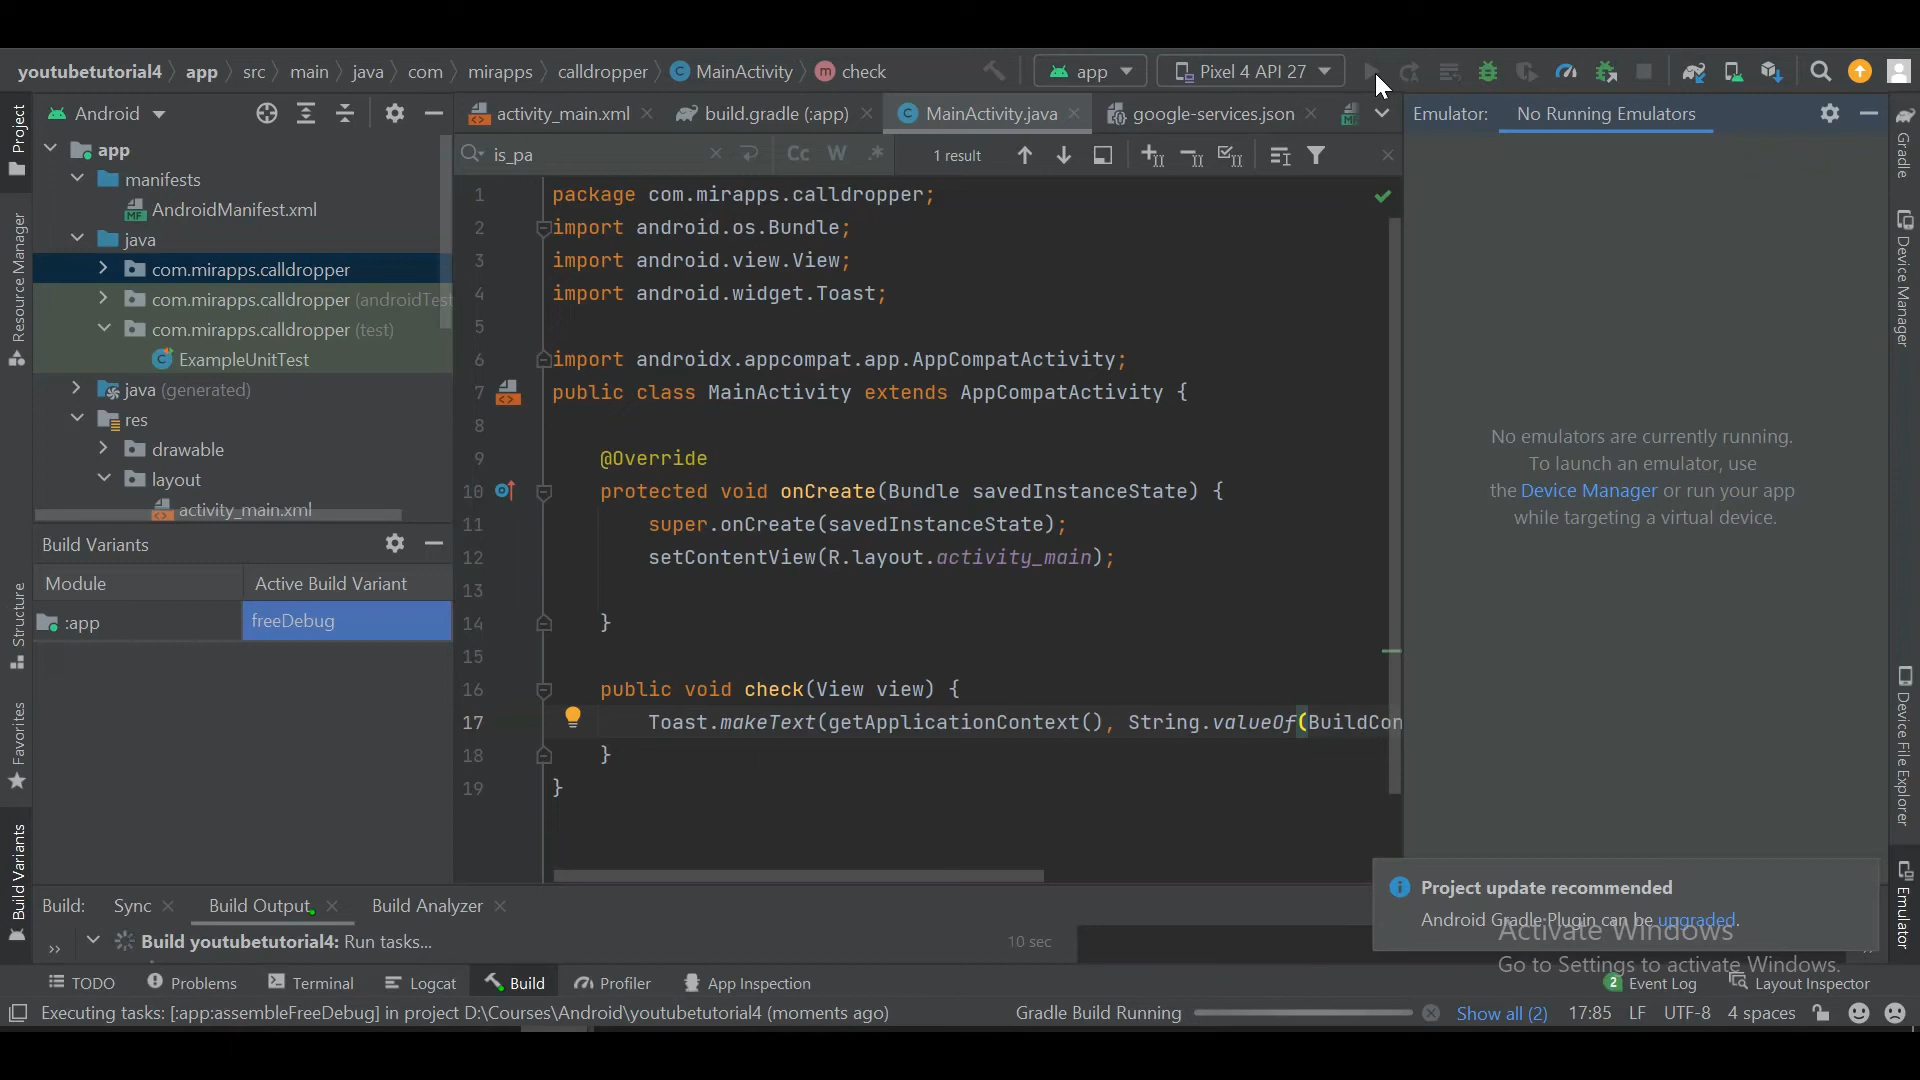 youtubetutorial4 app src main java com mirapps calldropper MainActivity check
app
Pixel 4 API 27
Android
activity_main.xml
build.gradle (:app)
MainActivity.java
google-services.json
Emulator:
No Running Emulators
is_pa
Cc
W
1 result
app
manifests
AndroidManifest.xml
java
com.mirapps.calldropper
com.mirapps.calldropper (androidTest
com.mirapps.calldropper (test)
ExampleUnitTest
java (generated)
res
drawable
layout
activity_main.xml
Build Variants
Module
Active Build Variant
:app
freeDebug
1 package com.mirapps.calldropper;
2 import android.os.Bundle;
3 import android.view.View;
4 import android.widget.Toast;
5
6 import androidx.appcompat.app.AppCompatActivity;
7 public class MainActivity extends AppCompatActivity {
8
9 @Override
10 protected void onCreate(Bundle savedInstanceState) {
11 super.onCreate(savedInstanceState);
12 setContentView(R.layout.activity_main);
13
14 }
15
16 public void check(View view) {
17 Toast.makeText(getApplicationContext(), String.valueOf(BuildCon
18 }
19 }
No emulators are currently running.
To launch an emulator, use
the Device Manager or run your app
while targeting a virtual device.
Project update recommended
Android Gradle Plugin can be upgraded.
Activate Windows
Go to Settings to activate Windows.
Build:
Sync
Build Output
Build Analyzer
Build youtubetutorial4: Run tasks...
10 sec
TODO
Problems
Terminal
Logcat
Build
Profiler
App Inspection
2 Event Log
Layout Inspector
Executing tasks: [:app:assembleFreeDebug] in project D:\Courses\Android\youtubetutorial4 (moments ago)
Gradle Build Running
Show all (2)
17:85
LF
UTF-8
4 spaces
Project
Resource Manager
Structure
Favorites
Build Variants
Gradle
Device Manager
Device File Explorer
Emulator